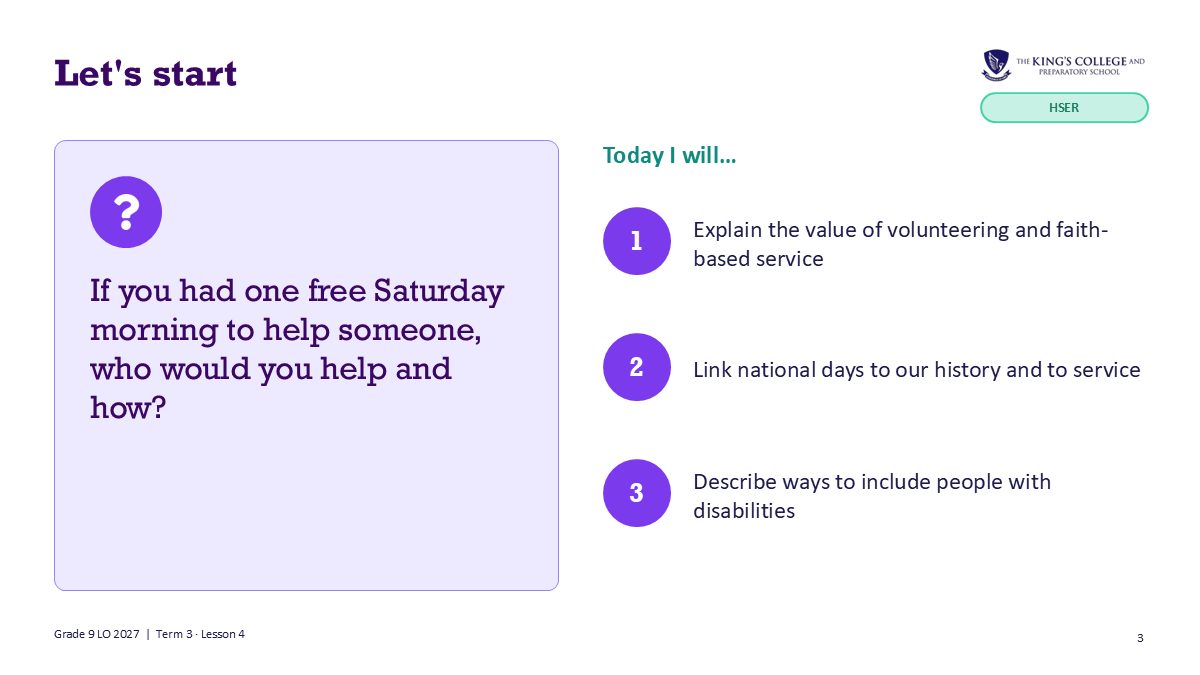 Let's start
THE KING'S COLLEGE AND
PREPARATORY SCHOOL
HSER
?
If you had one free Saturday
morning to help someone,
who would you help and
how?
Today I will...
1
Explain the value of volunteering and faith-
based service
2
Link national days to our history and to service
3
Describe ways to include people with
disabilities
Grade 9 LO 2027 | Term 3 · Lesson 4
3